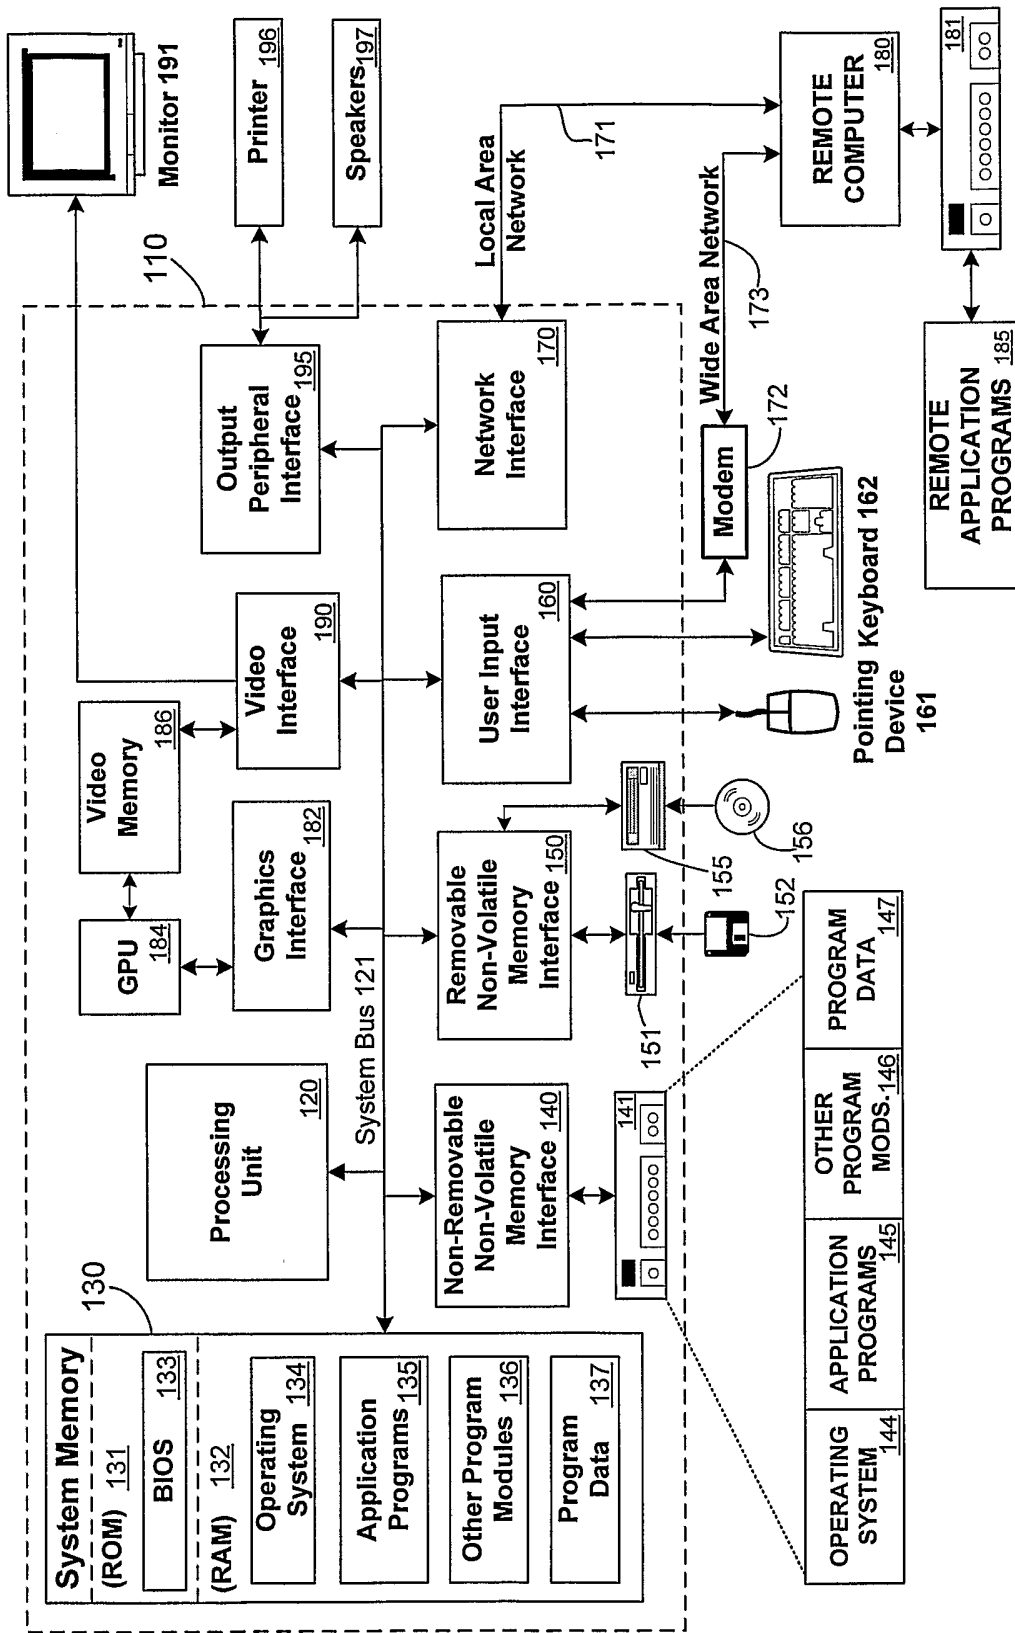 Monitor 191
Printer 196
Speakers 197
110
Local Area
Network
171
Wide Area Network
173
REMOTE
COMPUTER
180
181
REMOTE
APPLICATION
PROGRAMS 185
Output
Peripheral
Interface 195
Network
Interface
170
Modem
172
Video
Memory
186
Video
Interface
190
User Input
Interface
160
Keyboard 162
Pointing
Device
161
GPU
184
Graphics
Interface
182
Removable
Non-Volatile
Memory
Interface 150
155
156
151
152
Processing
Unit
120
System Bus 121
Non-Removable
Non-Volatile
Memory
Interface 140
141
130
System Memory
(ROM) 131
BIOS 133
(RAM) 132
Operating
System 134
Application
Programs 135
Other Program
Modules 136
Program
Data 137
OPERATING
SYSTEM 144
APPLICATION
PROGRAMS 145
OTHER
PROGRAM
MODS. 146
PROGRAM
DATA 147